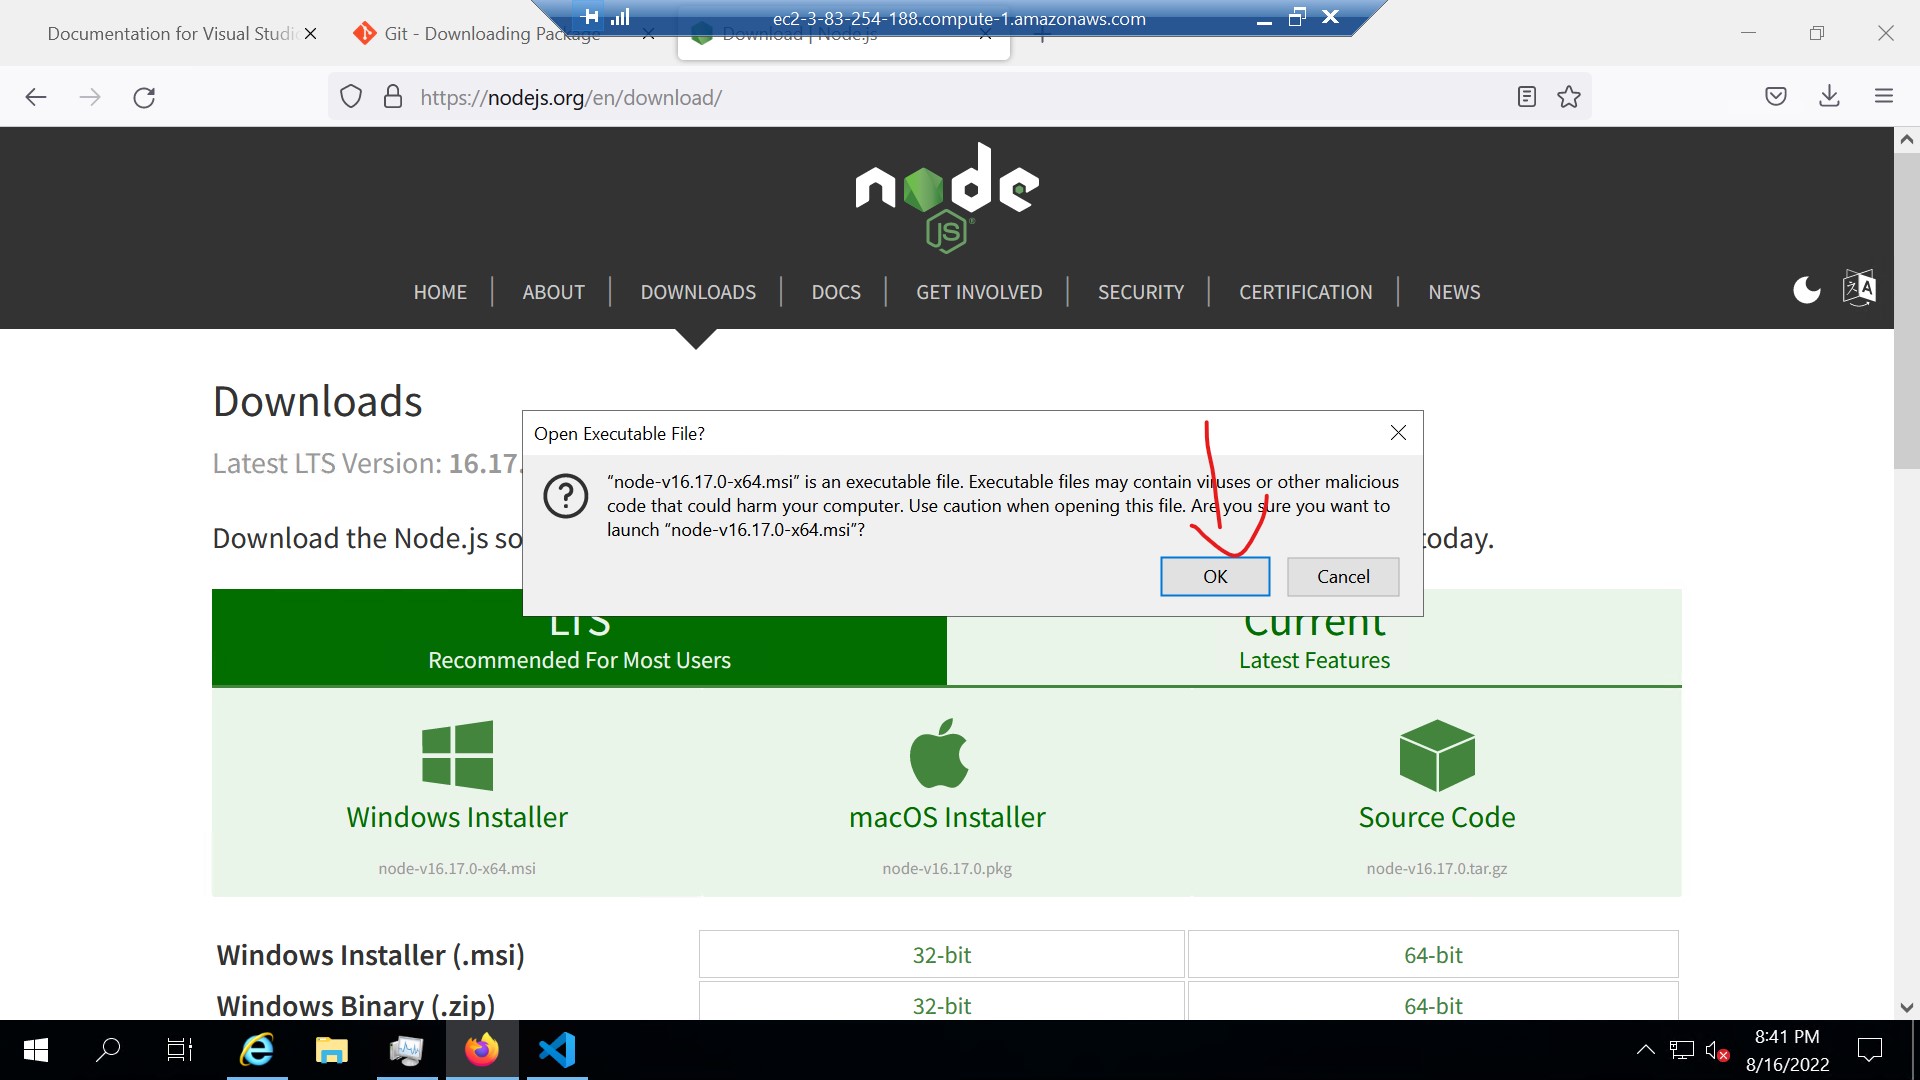 ec2-3-83-254-188.compute-1.amazonaws.com
Documentation for Visual Studio
Git - Downloading Package
Download | Node.js
https://nodejs.org/en/download/
node
JS
HOME
ABOUT
DOWNLOADS
DOCS
GET INVOLVED
SECURITY
CERTIFICATION
NEWS
Downloads
Latest LTS Version: 16.17.
Open Executable File?
“node-v16.17.0-x64.msi” is an executable file. Executable files may contain viruses or other malicious
code that could harm your computer. Use caution when opening this file. Are you sure you want to
launch “node-v16.17.0-x64.msi”?
OK
Cancel
Download the Node.js so
today.
LTS
Recommended For Most Users
Current
Latest Features
Windows Installer
node-v16.17.0-x64.msi
macOS Installer
node-v16.17.0.pkg
Source Code
node-v16.17.0.tar.gz
Windows Installer (.msi)
32-bit
64-bit
Windows Binary (.zip)
32-bit
64-bit
8:41 PM
8/16/2022